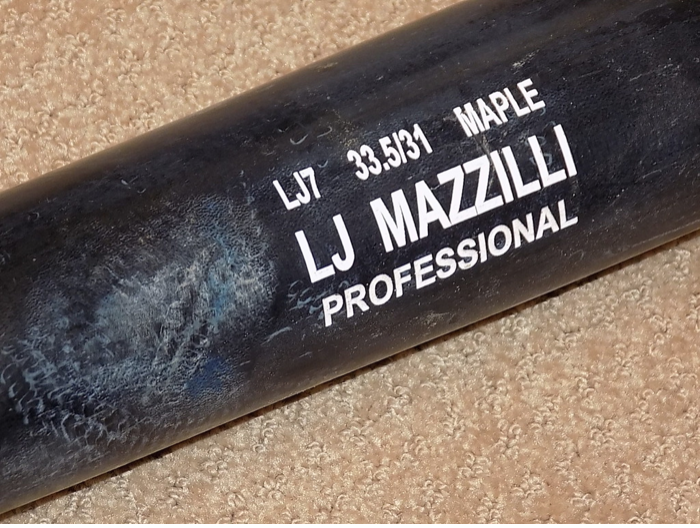 LJ7 33.5/31 MAPLE
LJ MAZZILLI
PROFESSIONAL